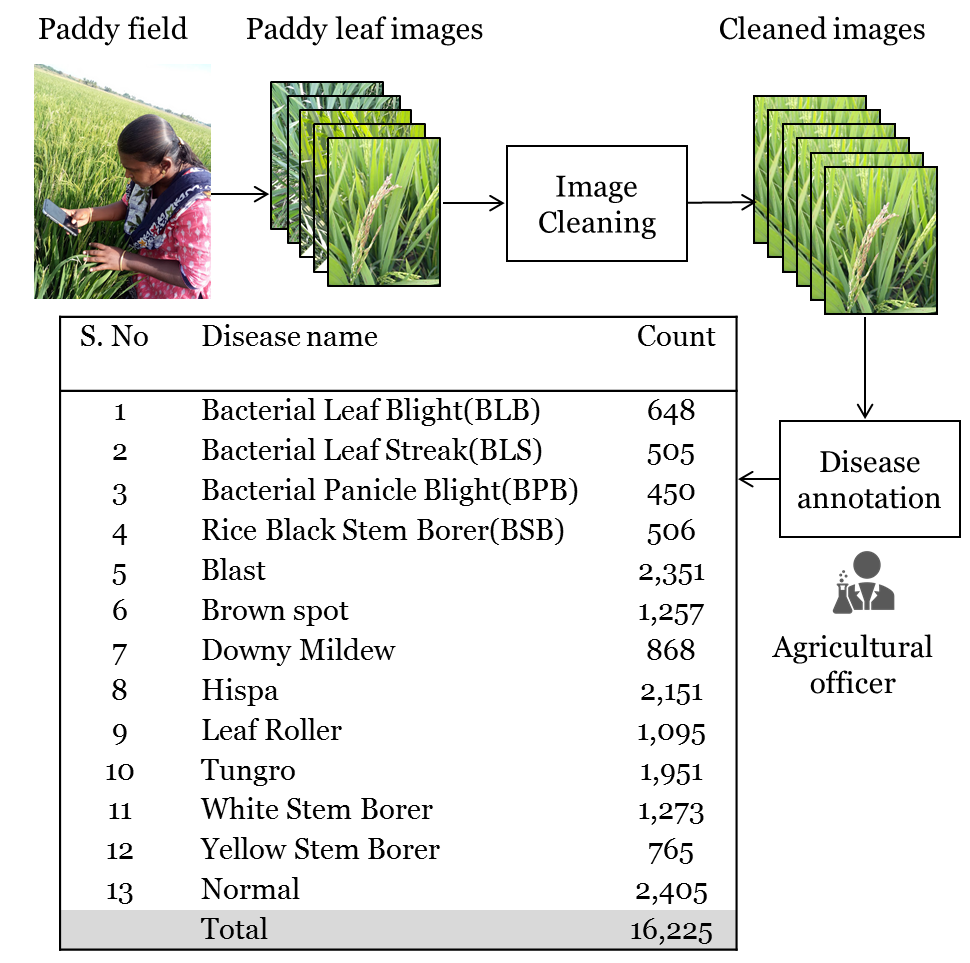 Paddy field
Paddy leaf images
Cleaned images
Image
Cleaning
S. No Disease name Count
1 Bacterial Leaf Blight(BLB) 648
2 Bacterial Leaf Streak(BLS) 505
3 Bacterial Panicle Blight(BPB) 450
4 Rice Black Stem Borer(BSB) 506
5 Blast 2,351
6 Brown spot 1,257
7 Downy Mildew 868
8 Hispa 2,151
9 Leaf Roller 1,095
10 Tungro 1,951
11 White Stem Borer 1,273
12 Yellow Stem Borer 765
13 Normal 2,405
Total 16,225
Disease
annotation
Agricultural
officer